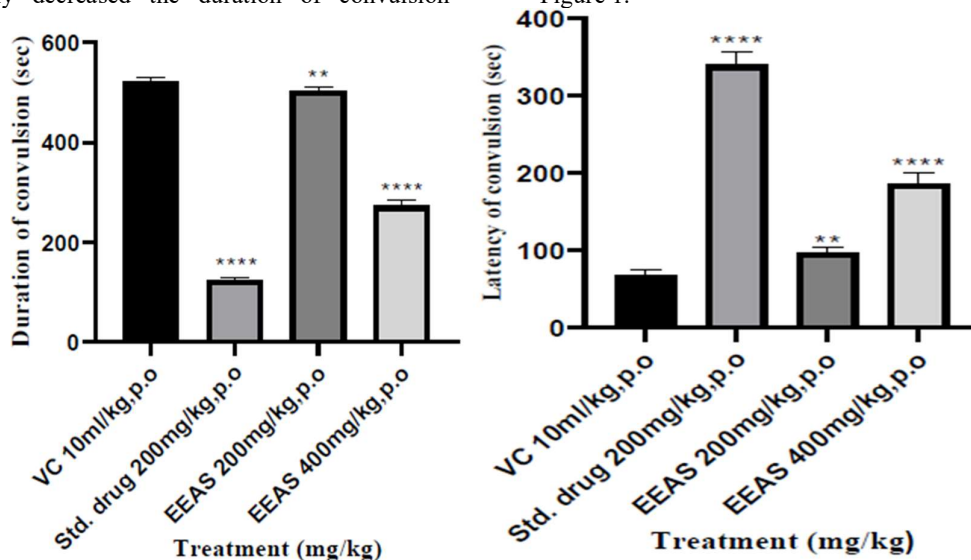 decreased the duration of convulsion
Figure 1.
Duration of convulsion (sec)
600
400
200
0
****
**
****
VC 10ml/kg,p.o
Std. drug 200mg/kg,p.o
EEAS 200mg/kg,p.o
EEAS 400mg/kg,p.o
Treatment (mg/kg)
Latency of convulsion (sec)
400
300
200
100
0
****
**
****
VC 10ml/kg,p.o
Std. drug 200mg/kg,p.o
EEAS 200mg/kg,p.o
EEAS 400mg/kg,p.o
Treatment (mg/kg)